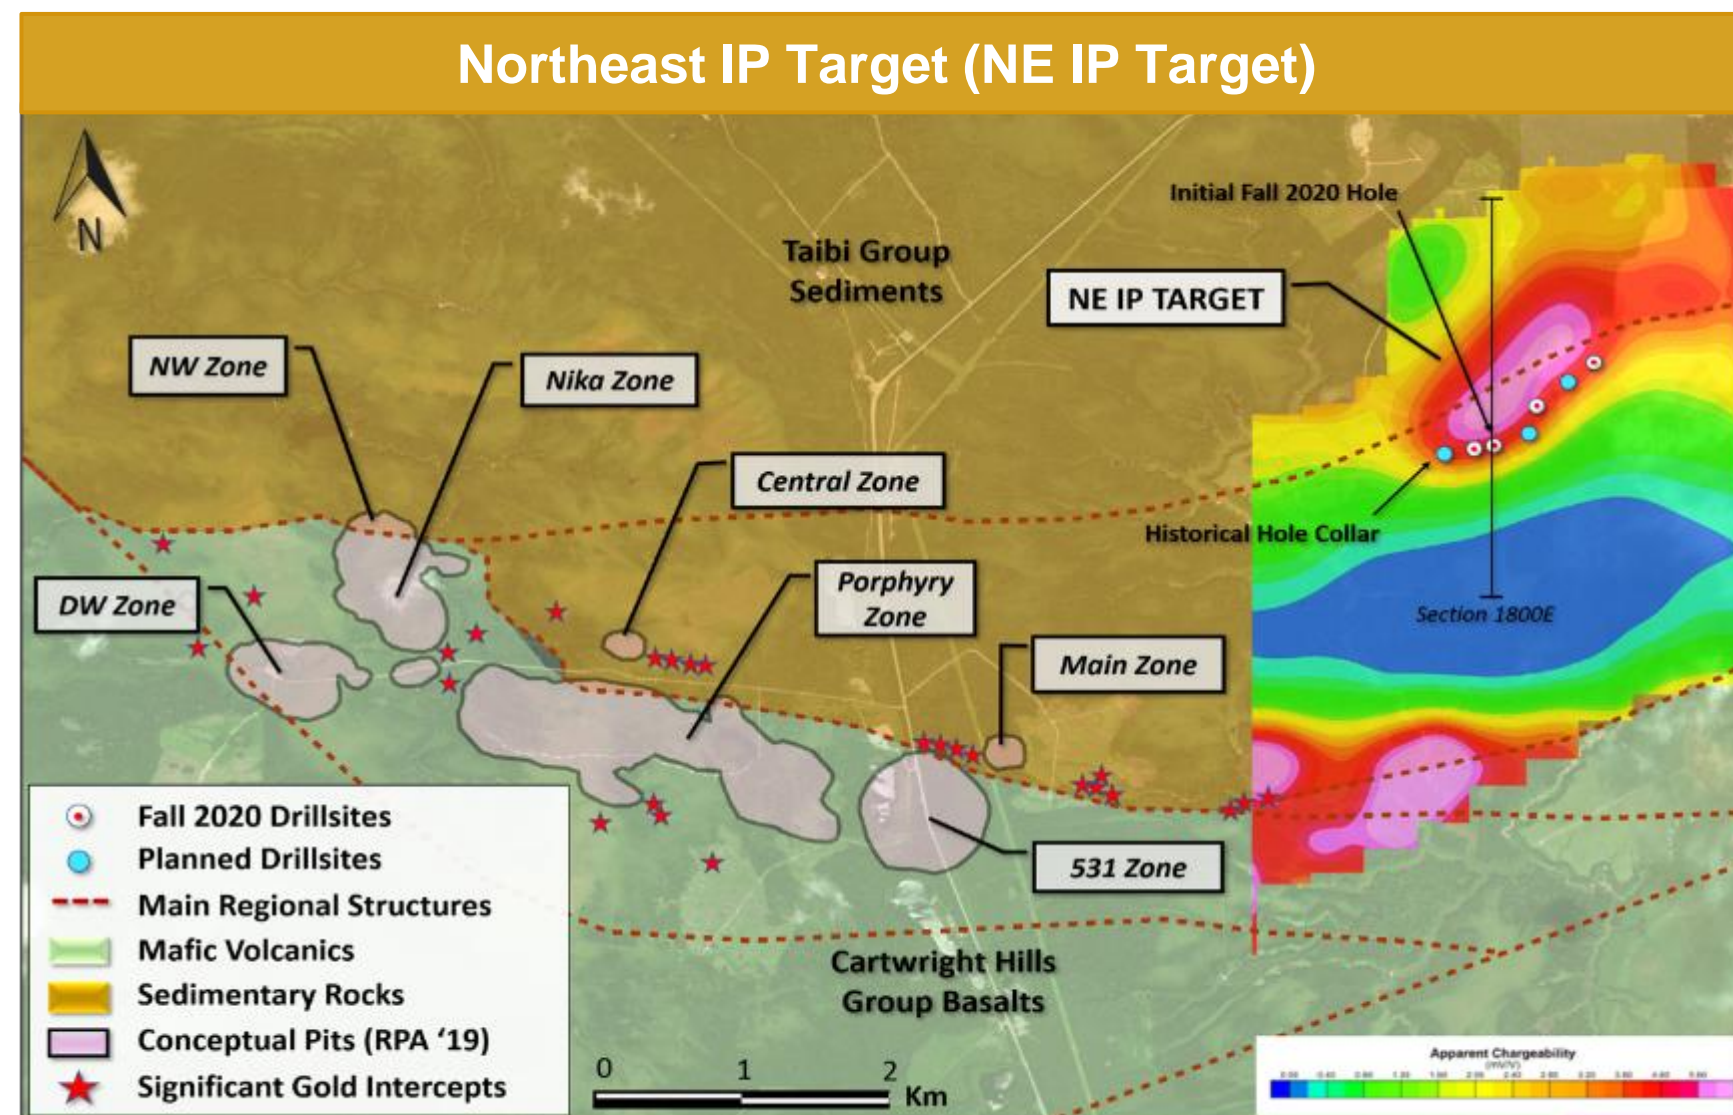 Northeast IP Target (NE IP Target)
N
Initial Fall 2020 Hole
Taibi Group
Sediments
NE IP TARGET
NW Zone
Nika Zone
Central Zone
Historical Hole Collar
DW Zone
Porphyry
Zone
Section 1800E
Main Zone
531 Zone
Cartwright Hills
Group Basalts
Fall 2020 Drillsites
Planned Drillsites
Main Regional Structures
Mafic Volcanics
Sedimentary Rocks
Conceptual Pits (RPA ‘19)
Significant Gold Intercepts
0 1 2
Km
Apparent Chargeability
(mV/V)